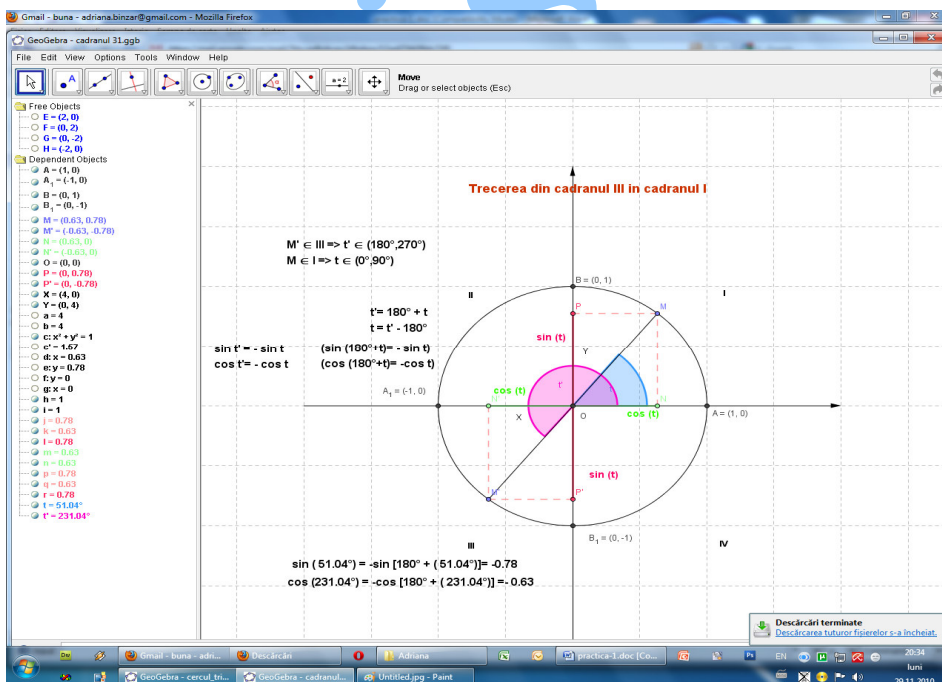 Gmail - buna - adriana.binzar@gmail.com - Mozilla Firefox
GeoGebra - cadranul 31.ggb
File Edit View Options Tools Window Help
A
a=2
Move
Drag or select objects (Esc)
Free Objects
E = (2, 0)
F = (0, 2)
G = (0, -2)
H = (-2, 0)
Dependent Objects
A = (1, 0)
A₁ = (-1, 0)
B = (0, 1)
B₁ = (0, -1)
M = (0.63, 0.78)
M' = (-0.63, -0.78)
N = (0.63, 0)
N' = (-0.63, 0)
O = (0, 0)
P = (0, 0.78)
P' = (0, -0.78)
X = (4, 0)
Y = (0, 4)
a = 4
b = 4
c: x² + y² = 1
c' = 1.57
d: x = 0.63
e: y = 0.78
f: y = 0
g: x = 0
h = 1
i = 1
j = 0.78
k = 0.63
l = 0.78
m = 0.63
n = 0.63
p = 0.78
q = 0.63
r = 0.78
t = 51.04°
t' = 231.04°
Trecerea din cadranul III in cadranul I
M' ∈ III => t' ∈ (180°,270°)
M ∈ I => t ∈ (0°,90°)
II
I
B = (0, 1)
t'= 180° + t
t = t' - 180°
sin t' = - sin t (sin (180°+t)= - sin t)
cos t'= - cos t (cos (180°+t)= -cos t)
P
M
sin (t)
Y
t'
A₁ = (-1, 0)
cos (t)
N'
N
X
O
cos (t)
A = (1, 0)
sin (t)
M'
P'
B₁ = (0, -1)
III
IV
sin ( 51.04°) = -sin [180° + ( 51.04°)]= -0.78
cos (231.04°) = -cos [180° + ( 231.04°)] =- 0.63
Descărcări terminate
Descărcarea tuturor fișierelor s-a încheiat.
Dw
Gmail - buna - adri...
Descărcări
Adriana
practica-1.doc [Co...
Ps
EN
20:34
luni
29.11.2010
GeoGebra - cercul_tri...
GeoGebra - cadranul...
Untitled.jpg - Paint